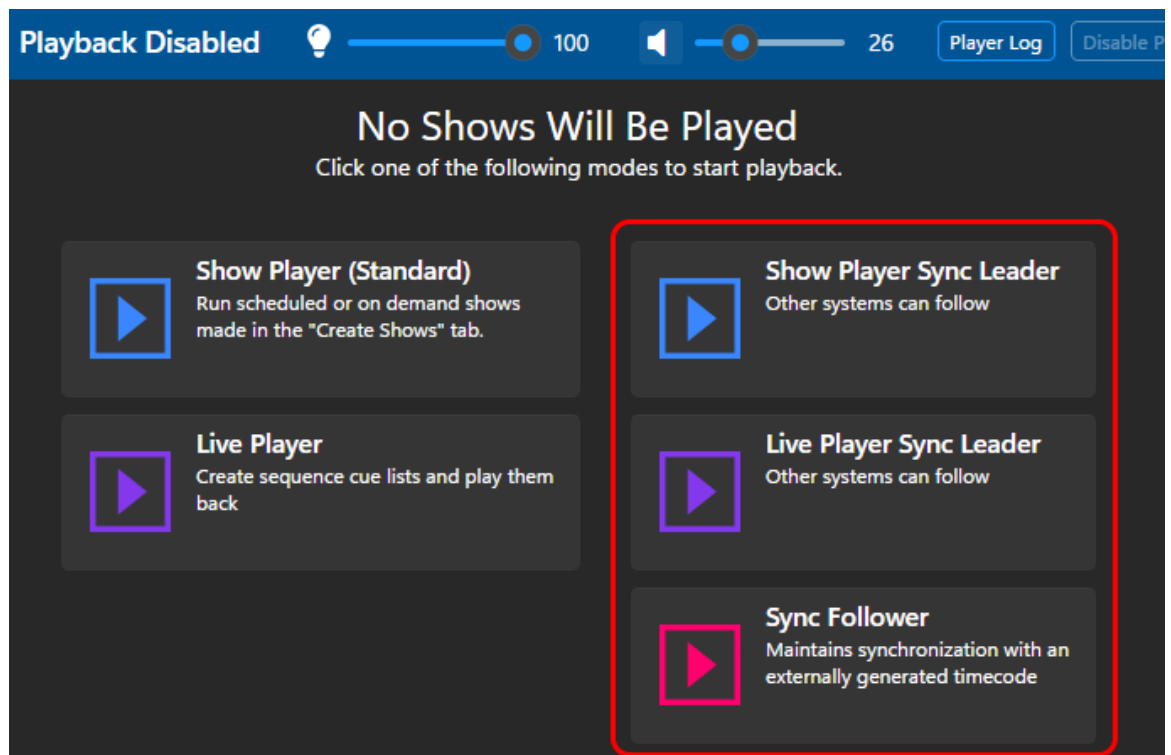 Playback Disabled 100 26 Player Log Disable P
No Shows Will Be Played
Click one of the following modes to start playback.
Show Player (Standard)
Run scheduled or on demand shows
made in the "Create Shows" tab.
Show Player Sync Leader
Other systems can follow
Live Player
Create sequence cue lists and play them
back
Live Player Sync Leader
Other systems can follow
Sync Follower
Maintains synchronization with an
externally generated timecode